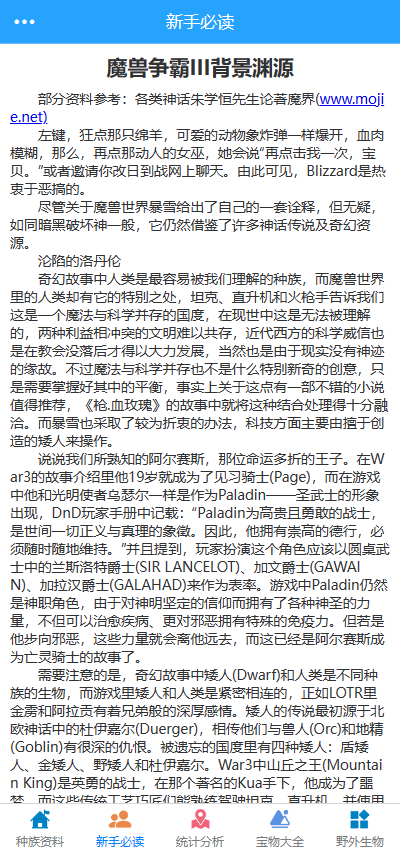 新手必读
魔兽争霸III背景渊源
部分资料参考：各类神话朱学恒先生论著魔界(www.moji
e.net)
左键，狂点那只绵羊，可爱的动物象炸弹一样爆开，血肉
模糊，那么，再点那动人的女巫，她会说“再点击我一次，宝
贝。”或者邀请你改日到战网上聊天。由此可见，Blizzard是热
衷于恶搞的。
尽管关于魔兽世界暴雪给出了自己的一套诠释，但无疑，
如同暗黑破坏神一般，它仍然借鉴了许多神话传说及奇幻资
源。
沦陷的洛丹伦
奇幻故事中人类是最容易被我们理解的种族，而魔兽世界
里的人类却有它的特别之处，坦克、直升机和火枪手告诉我们
这是一个魔法与科学并存的国度，在现世中这是无法被理解
的，两种利益相冲突的文明难以共存，近代西方的科学威信也
是在教会没落后才得以大力发展，当然也是由于现实没有神迹
的缘故。不过魔法与科学并存也不是什么特别新奇的创意，只
是需要掌握好其中的平衡，事实上关于这点有一部不错的小说
值得推荐，《枪.血玫瑰》的故事中就将这种结合处理得十分融
洽。而暴雪也采取了较为折衷的办法，科技方面主要由擅于创
造的矮人来操作。
说说我们所熟知的阿尔赛斯，那位命运多折的王子。在W
ar3的故事介绍里他19岁就成为了见习骑士(Page)，而在游戏
中他和光明使者乌瑟尔一样是作为Paladin——圣武士的形象
出现，DnD玩家手册中记载：“Paladin为高贵且勇敢的战士，
是世间一切正义与真理的象徵。因此，他拥有崇高的德行，必
须随时随地维持。”并且提到，玩家扮演这个角色应该以圆桌武
士中的兰斯洛特爵士(SIR LANCELOT)、加文爵士(GAWAI
N)、加拉汉爵士(GALAHAD)来作为表率。游戏中Paladin仍然
是神职角色，由于对神明坚定的信仰而拥有了各种神圣的力
量，不但可以治愈疾病、更对邪恶拥有特殊的免疫力。但若是
他步向邪恶，这些力量就会离他远去，而这已经是阿尔赛斯成
为亡灵骑士的故事了。
需要注意的是，奇幻故事中矮人(Dwarf)和人类是不同种
族的生物，而游戏里矮人和人类是紧密相连的，正如LOTR里
金雳和阿拉贡有着兄弟般的深厚感情。矮人的传说最初源于北
欧神话中的杜伊嘉尔(Duerger)，相传他们与兽人(Orc)和地精
(Goblin)有很深的仇恨。被遗忘的国度里有四种矮人：盾矮
人、金矮人、野矮人和杜伊嘉尔。War3中山丘之王(Mountai
n King)是英勇的战士，在那个著名的Kua手下，他成为了噩
梦，而这些传统工艺巧匠们能熟练驾驶坦克、直升机，并使用
种族资料
新手必读
统计分析
宝物大全
野外生物